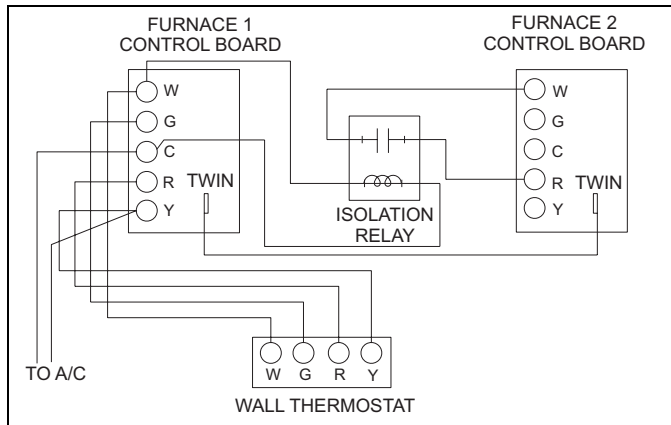 FURNACE 1
CONTROL BOARD
W
G
C
R
Y
TWIN
ISOLATION
RELAY
FURNACE 2
CONTROL BOARD
W
G
C
R
Y
TWIN
TO A/C
W G R Y
WALL THERMOSTAT